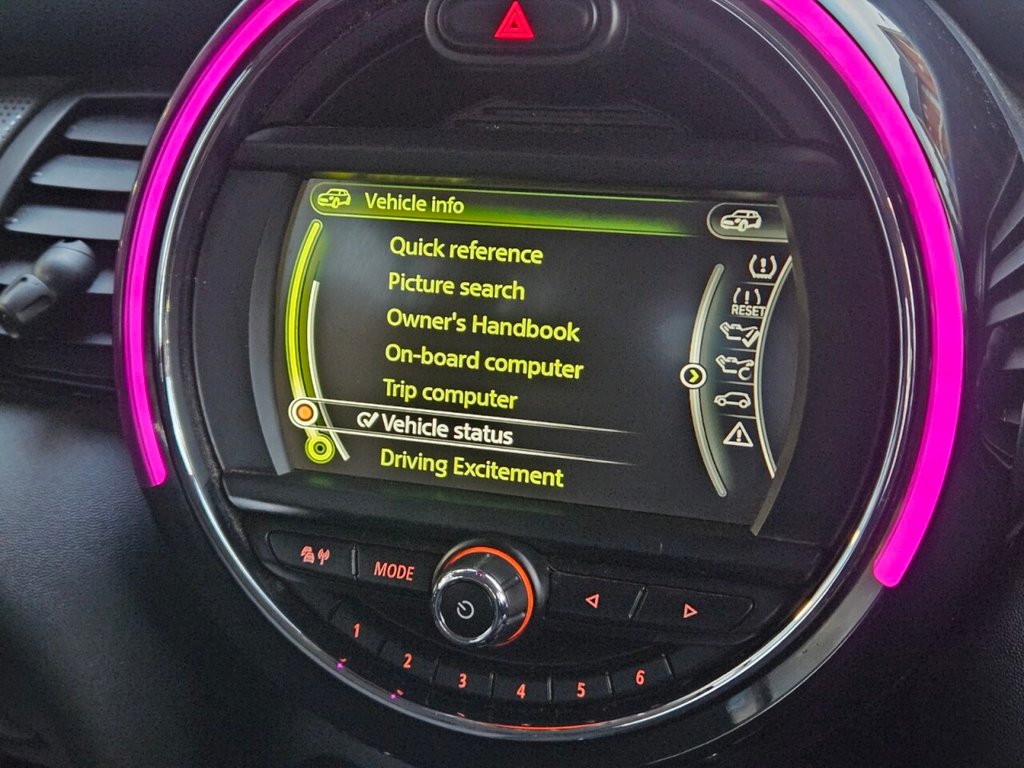 Vehicle info
Quick reference
Picture search
Owner's Handbook
On-board computer
Trip computer
Vehicle status
Driving Excitement
RESET
MODE
1
2
3
4
5
6